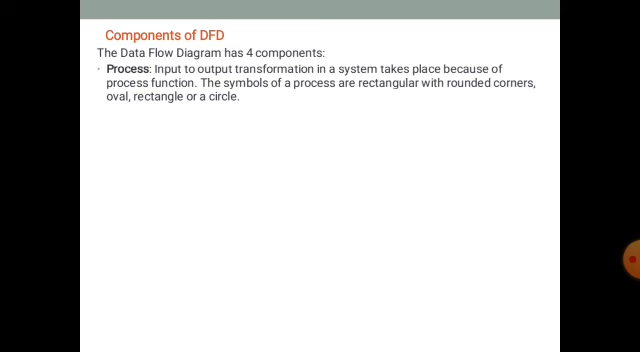 Components of DFD
The Data Flow Diagram has 4 components:
• Process: Input to output transformation in a system takes place because of
process function. The symbols of a process are rectangular with rounded corners,
oval, rectangle or a circle.